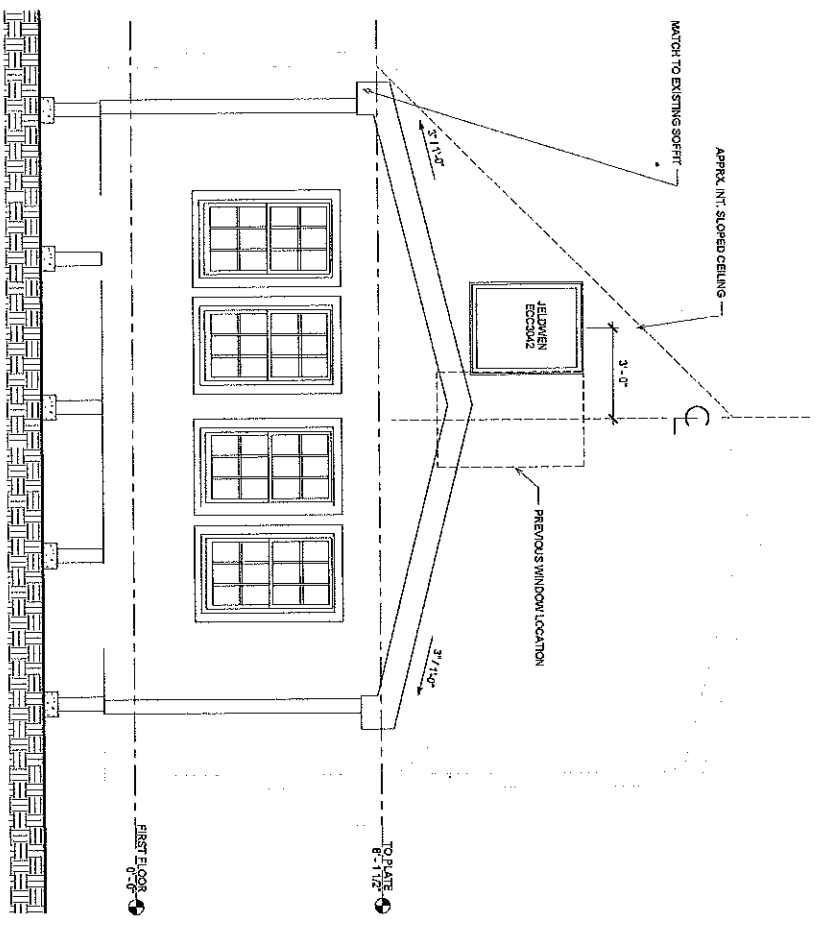 MATCH TO EXISTING SOFFIT
APPRX. INT. SLOPED CEILING
3" / 1'-0"
JELDWEN
ECC3042
3' - 0"
CL
PREVIOUS WINDOW LOCATION
3" / 1'-0"
TO PLATE
8' - 1 1/2"
FIRST FLOOR
0' - 0"